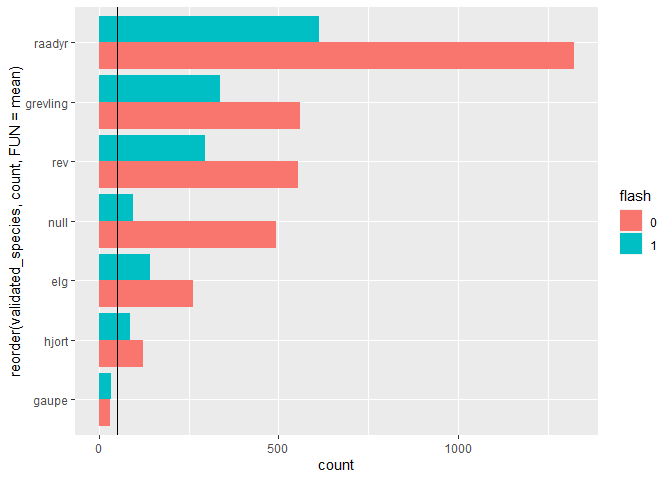 reorder(validated_species, count, FUN = mean)
raadyr
grevling
rev
null
elg
hjort
gaupe
0
500
1000
count
flash
0
1